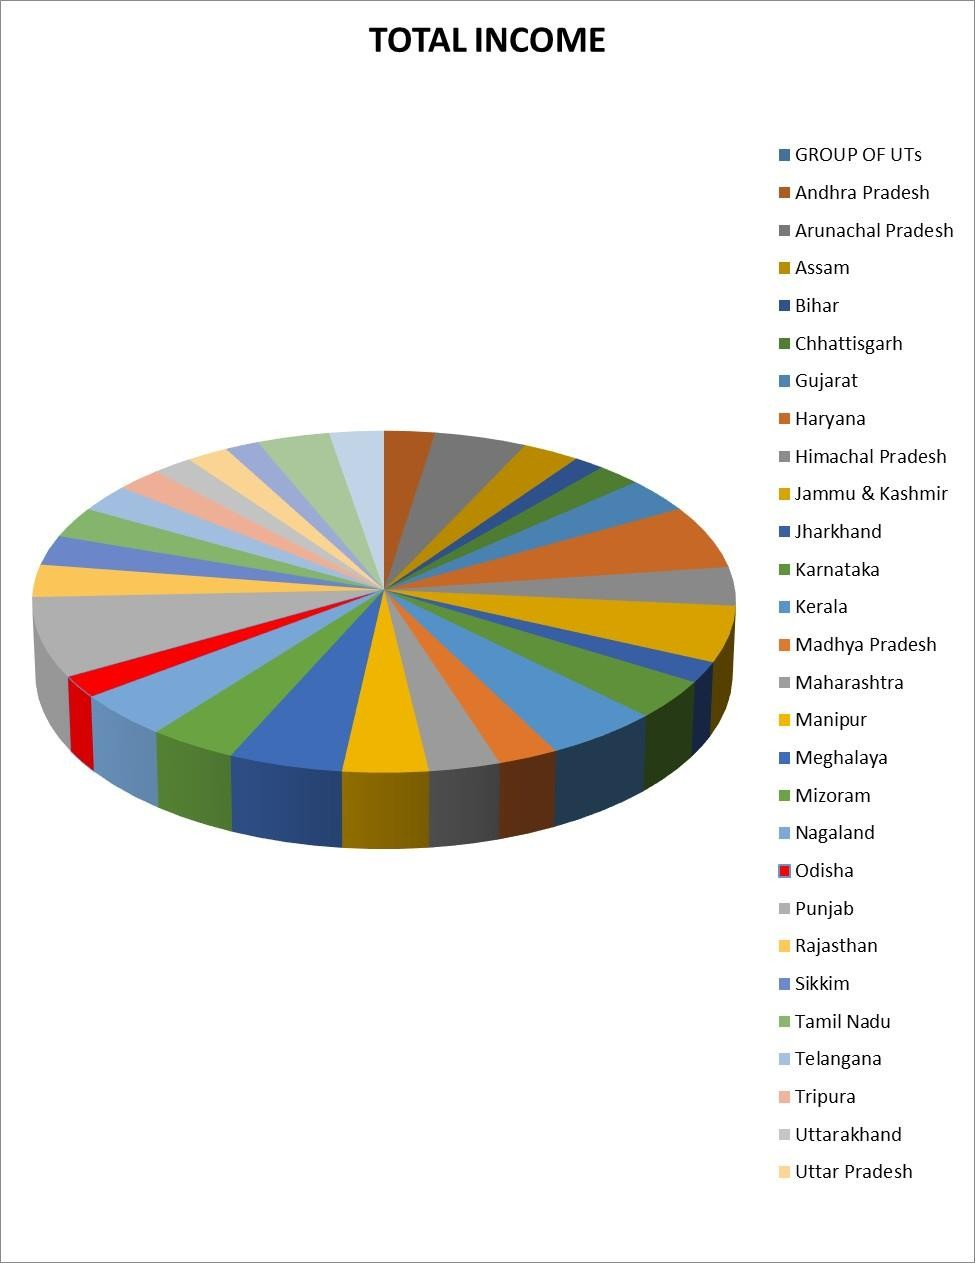 TOTAL INCOME
GROUP OF UTs
Andhra Pradesh
Arunachal Pradesh
Assam
Bihar
Chhattisgarh
Gujarat
Haryana
Himachal Pradesh
Jammu & Kashmir
Jharkhand
Karnataka
Kerala
Madhya Pradesh
Maharashtra
Manipur
Meghalaya
Mizoram
Nagaland
Odisha
Punjab
Rajasthan
Sikkim
Tamil Nadu
Telangana
Tripura
Uttarakhand
Uttar Pradesh